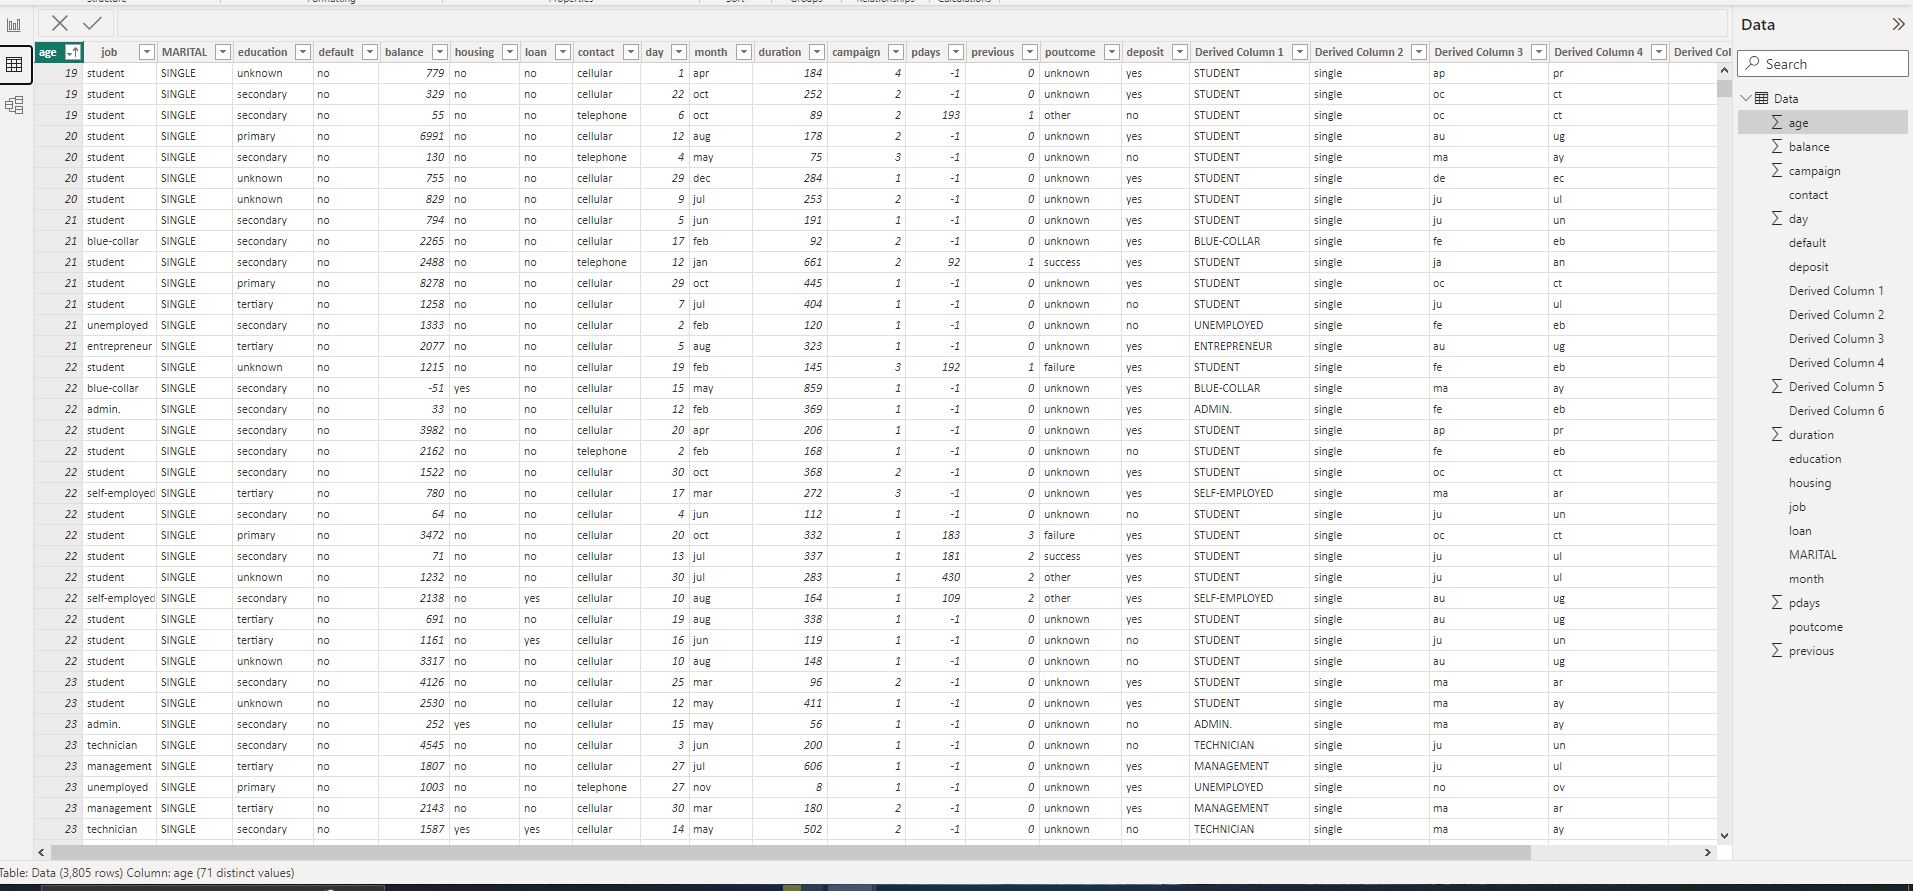 Data
age job MARITAL education default balance housing loan contact day month duration campaign pdays previous poutcome deposit Derived Column 1 Derived Column 2 Derived Column 3 Derived Column 4 Derived Col
19 student SINGLE unknown no 779 no no cellular 1 apr 184 4 -1 0 unknown yes STUDENT single ap pr
19 student SINGLE secondary no 329 no no cellular 22 oct 252 2 -1 0 unknown yes STUDENT single oc ct
19 student SINGLE secondary no 55 no no telephone 6 oct 89 2 193 1 other no STUDENT single oc ct
20 student SINGLE primary no 6991 no no cellular 12 aug 178 2 -1 0 unknown yes STUDENT single au ug
20 student SINGLE secondary no 130 no no telephone 4 may 75 3 -1 0 unknown no STUDENT single ma ay
20 student SINGLE unknown no 755 no no cellular 29 dec 284 1 -1 0 unknown yes STUDENT single de ec
20 student SINGLE unknown no 829 no no cellular 9 jul 253 2 -1 0 unknown yes STUDENT single ju ul
21 student SINGLE secondary no 794 no no cellular 5 jun 191 1 -1 0 unknown yes STUDENT single ju un
21 blue-collar SINGLE secondary no 2265 no no cellular 17 feb 92 2 -1 0 unknown yes BLUE-COLLAR single fe eb
21 student SINGLE secondary no 2488 no no telephone 12 jan 661 2 92 1 success yes STUDENT single ja an
21 student SINGLE primary no 8278 no no cellular 29 oct 445 1 -1 0 unknown yes STUDENT single oc ct
21 student SINGLE tertiary no 1258 no no cellular 7 jul 404 1 -1 0 unknown no STUDENT single ju ul
21 unemployed SINGLE secondary no 1333 no no cellular 2 feb 120 1 -1 0 unknown no UNEMPLOYED single fe eb
21 entrepreneur SINGLE tertiary no 2077 no no cellular 5 aug 323 1 -1 0 unknown yes ENTREPRENEUR single au ug
22 student SINGLE unknown no 1215 no no cellular 19 feb 145 3 192 1 failure yes STUDENT single fe eb
22 blue-collar SINGLE secondary no -51 yes no cellular 15 may 859 1 -1 0 unknown yes BLUE-COLLAR single ma ay
22 admin. SINGLE secondary no 33 no no cellular 12 feb 369 1 -1 0 unknown yes ADMIN. single fe eb
22 student SINGLE secondary no 3982 no no cellular 20 apr 206 1 -1 0 unknown yes STUDENT single ap pr
22 student SINGLE secondary no 2162 no no telephone 2 feb 168 1 -1 0 unknown no STUDENT single fe eb
22 student SINGLE secondary no 1522 no no cellular 30 oct 368 2 -1 0 unknown yes STUDENT single oc ct
22 self-employed SINGLE tertiary no 780 no no cellular 17 mar 272 3 -1 0 unknown yes SELF-EMPLOYED single ma ar
22 student SINGLE secondary no 64 no no cellular 4 jun 112 1 -1 0 unknown no STUDENT single ju un
22 student SINGLE primary no 3472 no no cellular 20 oct 332 1 183 3 failure yes STUDENT single oc ct
22 student SINGLE secondary no 71 no no cellular 13 jul 337 1 181 2 success yes STUDENT single ju ul
22 student SINGLE unknown no 1232 no no cellular 30 jul 283 1 430 2 other yes STUDENT single ju ul
22 self-employed SINGLE secondary no 2138 no yes cellular 10 aug 164 1 109 2 other yes SELF-EMPLOYED single au ug
22 student SINGLE tertiary no 691 no no cellular 19 aug 338 1 -1 0 unknown yes STUDENT single au ug
22 student SINGLE tertiary no 1161 no yes cellular 16 jun 119 1 -1 0 unknown no STUDENT single ju un
22 student SINGLE unknown no 3317 no no cellular 10 aug 148 1 -1 0 unknown no STUDENT single au ug
23 student SINGLE secondary no 4126 no no cellular 25 mar 96 2 -1 0 unknown yes STUDENT single ma ar
23 student SINGLE unknown no 2530 no no cellular 12 may 411 1 -1 0 unknown yes STUDENT single ma ay
23 admin. SINGLE secondary no 252 yes no cellular 15 may 56 1 -1 0 unknown no ADMIN. single ma ay
23 technician SINGLE secondary no 4545 no no cellular 3 jun 200 1 -1 0 unknown no TECHNICIAN single ju un
23 management SINGLE tertiary no 1807 no no cellular 27 jul 606 1 -1 0 unknown yes MANAGEMENT single ju ul
23 unemployed SINGLE primary no 1003 no no telephone 27 nov 8 1 -1 0 unknown yes UNEMPLOYED single no ov
23 management SINGLE tertiary no 2143 no no cellular 30 mar 180 2 -1 0 unknown yes MANAGEMENT single ma ar
23 technician SINGLE secondary no 1587 yes yes cellular 14 may 502 2 -1 0 unknown no TECHNICIAN single ma ay
Search
Data
age
balance
campaign
contact
day
default
deposit
Derived Column 1
Derived Column 2
Derived Column 3
Derived Column 4
Derived Column 5
Derived Column 6
duration
education
housing
job
loan
MARITAL
month
pdays
poutcome
previous
Table: Data (3,805 rows) Column: age (71 distinct values)